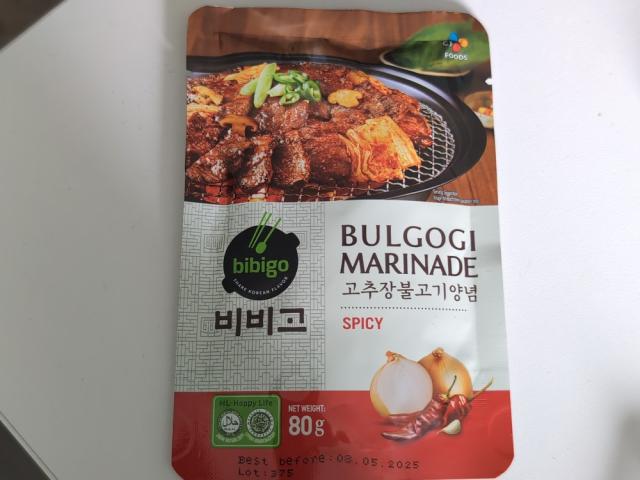 CJ
FOODS
bibigo
SHARE KOREAN FLAVOR
비비고
BULGOGI
MARINADE
고추장불고기양념
SPICY
HL-Happy Life
NET WEIGHT:
80g
Best before:08.05.2025
Lot:375